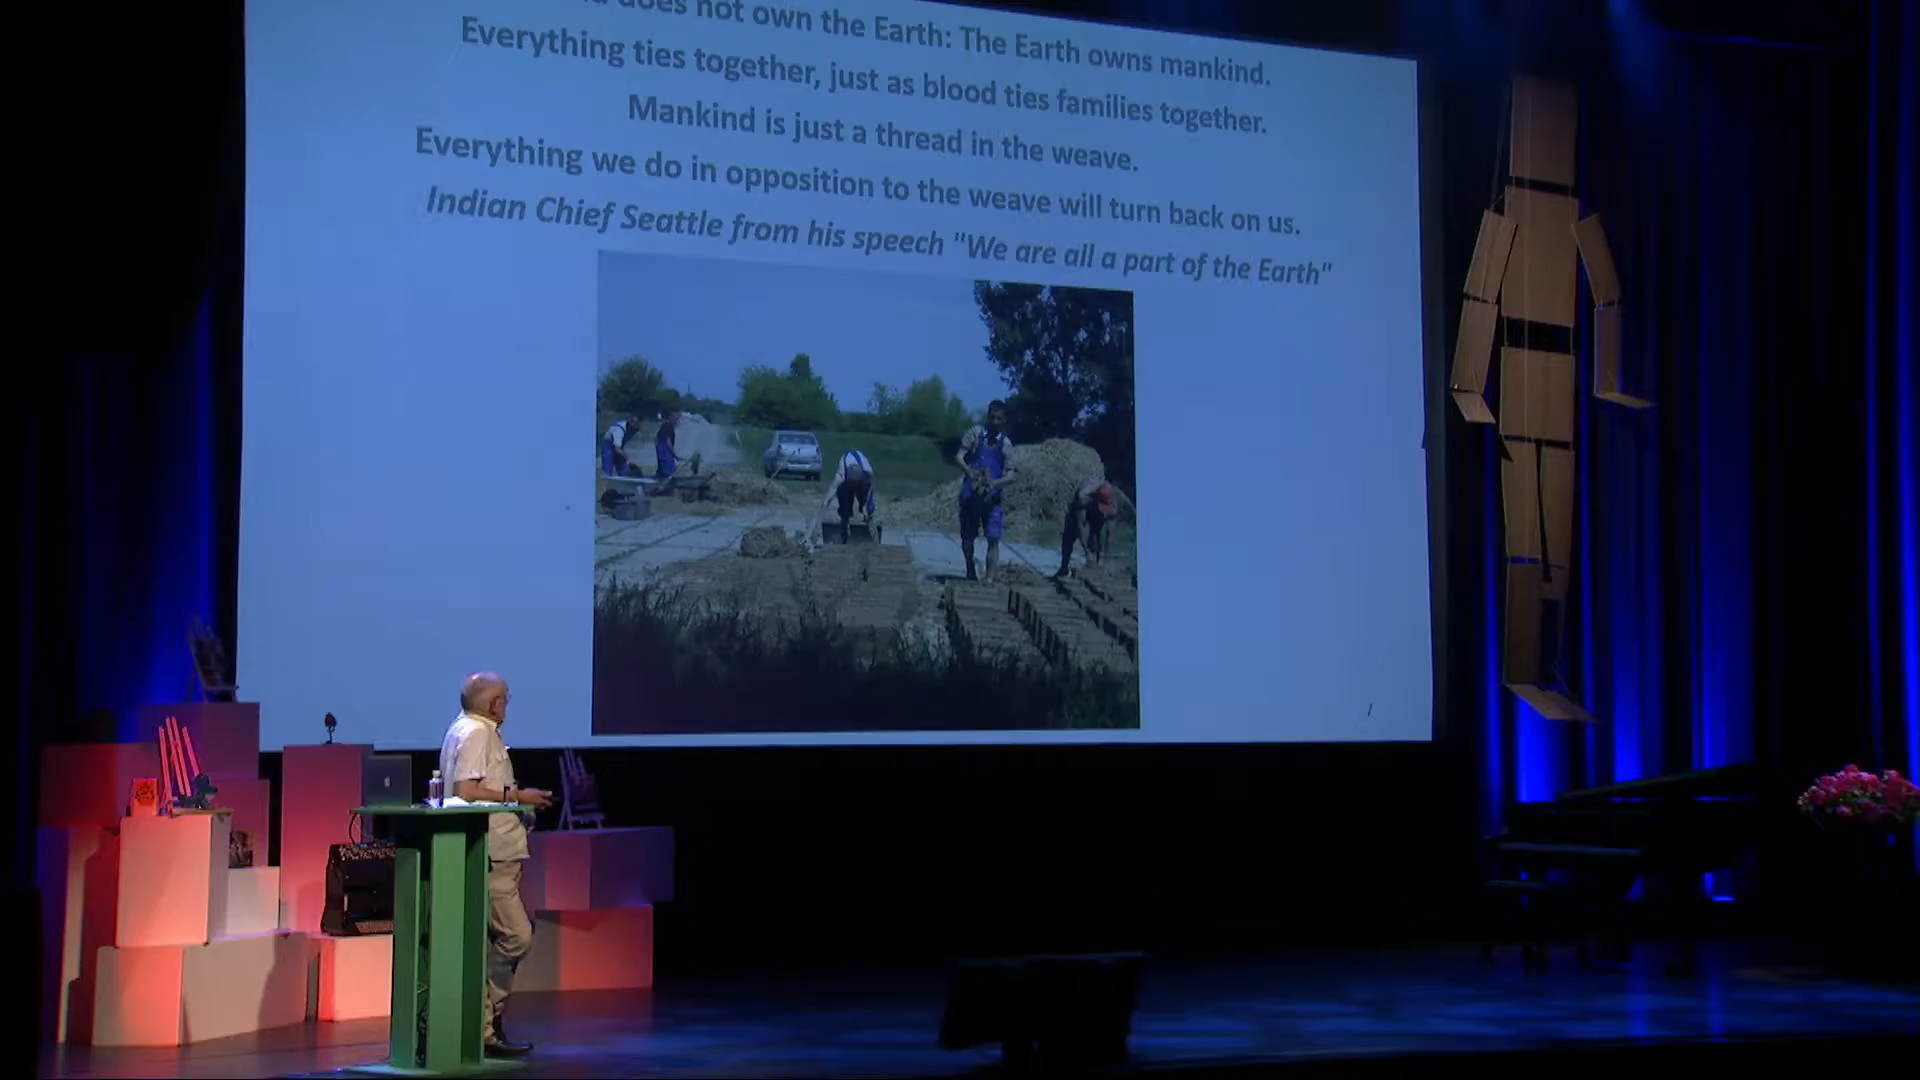 does not own the Earth: The Earth owns mankind.
Everything ties together, just as blood ties families together.
Mankind is just a thread in the weave.
Everything we do in opposition to the weave will turn back on us.
Indian Chief Seattle from his speech "We are all a part of the Earth"